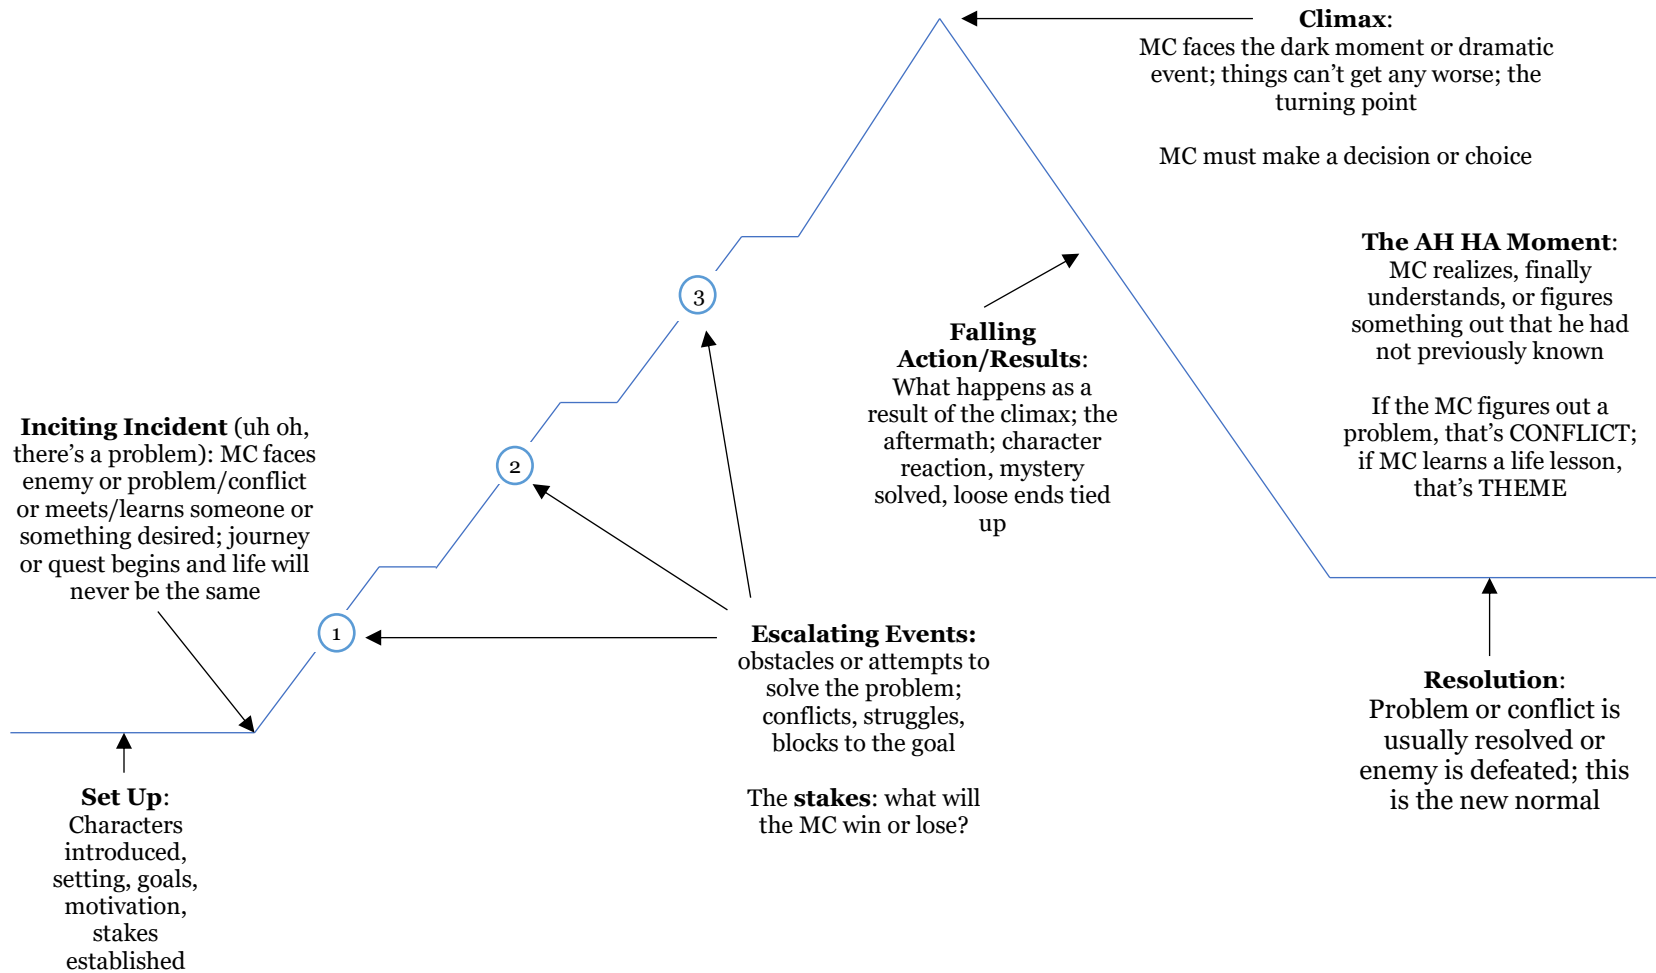 Climax:
MC faces the dark moment or dramatic
event; things can’t get any worse; the
turning point
MC must make a decision or choice
The AH HA Moment:
MC realizes, finally
understands, or figures
something out that he had
not previously known
If the MC figures out a
problem, that’s CONFLICT;
if MC learns a life lesson,
that’s THEME
3
Falling
Action/Results:
What happens as a
result of the climax; the
aftermath; character
reaction, mystery
solved, loose ends tied
up
Inciting Incident (uh oh,
there’s a problem): MC faces
enemy or problem/conflict
or meets/learns someone or
something desired; journey
or quest begins and life will
never be the same
2
1
Escalating Events:
obstacles or attempts to
solve the problem;
conflicts, struggles,
blocks to the goal
The stakes: what will
the MC win or lose?
Resolution:
Problem or conflict is
usually resolved or
enemy is defeated; this
is the new normal
Set Up:
Characters
introduced,
setting, goals,
motivation,
stakes
established